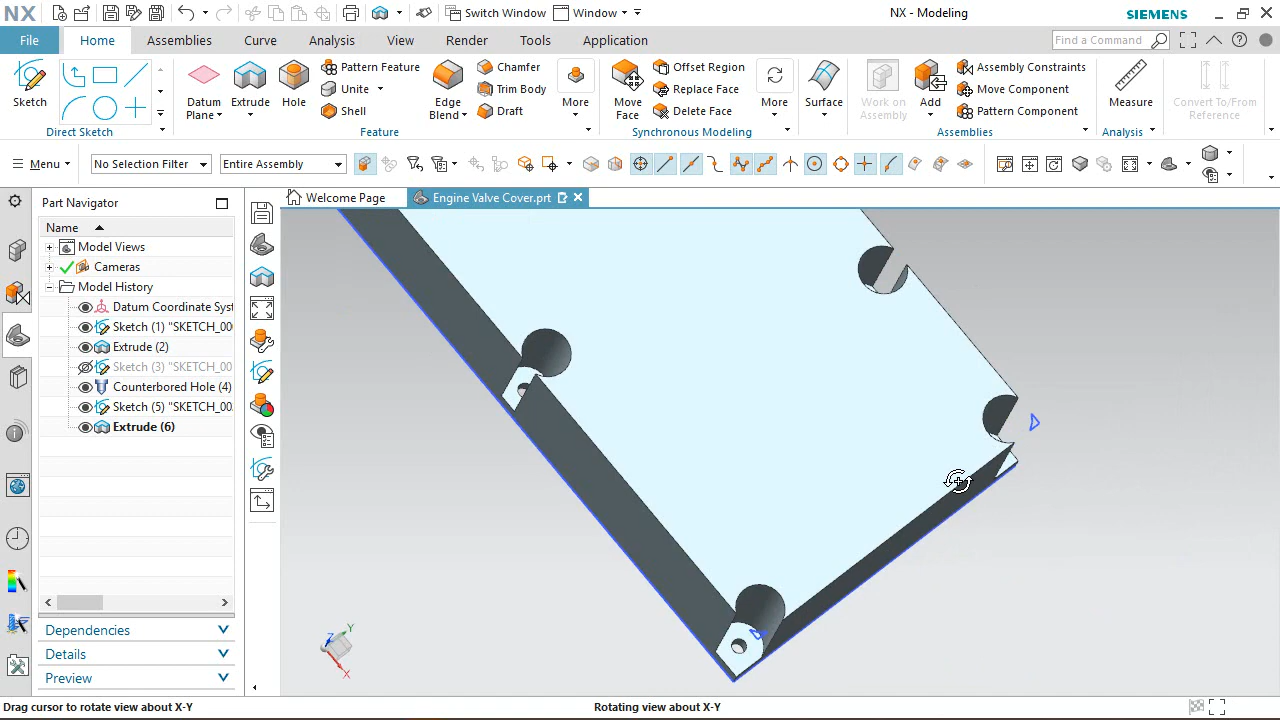 NX
Switch Window
Window
NX - Modeling
SIEMENS
File
Home
Assemblies
Curve
Analysis
View
Render
Tools
Application
Find a Command
Sketch
Direct Sketch
Datum Plane
Extrude
Hole
Pattern Feature
Unite
Shell
Edge Blend
Chamfer
Trim Body
Draft
More
Feature
Move Face
Offset Region
Replace Face
Delete Face
More
Synchronous Modeling
Surface
Work on Assembly
Add
Assembly Constraints
Move Component
Pattern Component
Assemblies
Measure
Analysis
Convert To/From Reference
Menu
No Selection Filter
Entire Assembly
Part Navigator
Welcome Page
Engine Valve Cover.prt
Name
Model Views
Cameras
Model History
Datum Coordinate Syst
Sketch (1) "SKETCH_00
Extrude (2)
Sketch (3) "SKETCH_00
Counterbored Hole (4)
Sketch (5) "SKETCH_00
Extrude (6)
Dependencies
Details
Preview
Z
Y
X
Drag cursor to rotate view about X-Y
Rotating view about X-Y